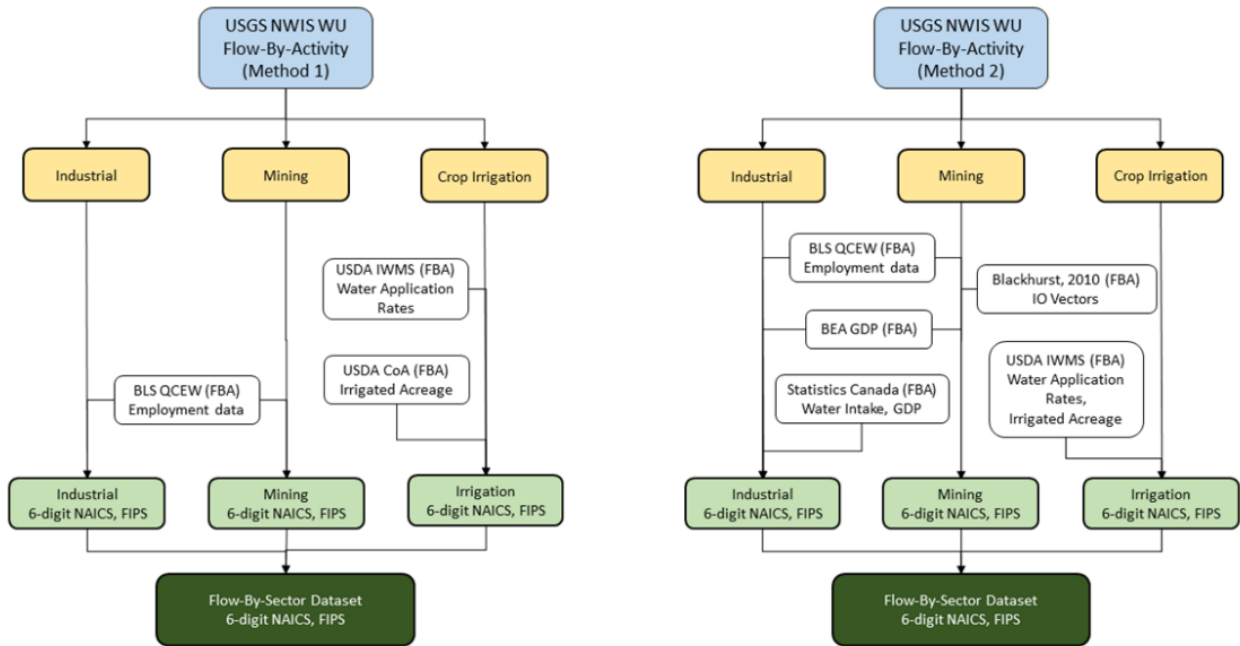 USGS NWIS WU
Flow-By-Activity
(Method 1)
Industrial
Mining
Crop Irrigation
USDA IWMS (FBA)
Water Application
Rates
USDA CoA (FBA)
Irrigated Acreage
BLS QCEW (FBA)
Employment data
Industrial
6-digit NAICS, FIPS
Mining
6-digit NAICS, FIPS
Irrigation
6-digit NAICS, FIPS
Flow-By-Sector Dataset
6-digit NAICS, FIPS
USGS NWIS WU
Flow-By-Activity
(Method 2)
Industrial
Mining
Crop Irrigation
BLS QCEW (FBA)
Employment data
Blackhurst, 2010 (FBA)
IO Vectors
BEA GDP (FBA)
USDA IWMS (FBA)
Water Application
Rates,
Irrigated Acreage
Statistics Canada (FBA)
Water Intake, GDP
Industrial
6-digit NAICS, FIPS
Mining
6-digit NAICS, FIPS
Irrigation
6-digit NAICS, FIPS
Flow-By-Sector Dataset
6-digit NAICS, FIPS